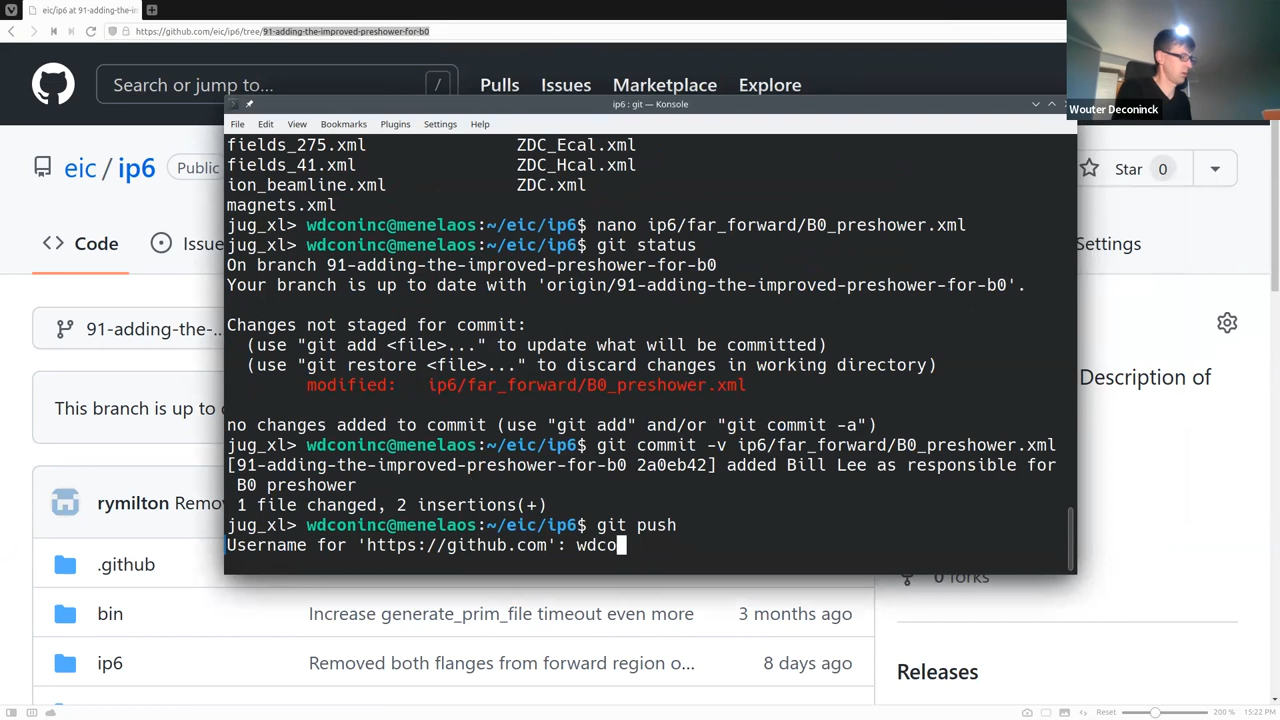 eic/ip6 at 91-adding-the-in
https://github.com/eic/ip6/tree/91-adding-the-improved-preshower-for-b0
Search or jump to…
/
Pulls
Issues
Marketplace
Explore
Wouter Deconinck
ip6 : git — Konsole
File Edit View Bookmarks Plugins Settings Help
eic / ip6
Public
Star 0
Code
Issue
Settings
fields_275.xml ZDC_Ecal.xml
fields_41.xml ZDC_Hcal.xml
ion_beamline.xml ZDC.xml
magnets.xml
jug_xl> wdconinc@menelaos:~/eic/ip6$ nano ip6/far_forward/B0_preshower.xml
jug_xl> wdconinc@menelaos:~/eic/ip6$ git status
On branch 91-adding-the-improved-preshower-for-b0
Your branch is up to date with 'origin/91-adding-the-improved-preshower-for-b0'.
Changes not staged for commit:
(use "git add <file>..." to update what will be committed)
(use "git restore <file>..." to discard changes in working directory)
modified: ip6/far_forward/B0_preshower.xml
no changes added to commit (use "git add" and/or "git commit -a")
jug_xl> wdconinc@menelaos:~/eic/ip6$ git commit -v ip6/far_forward/B0_preshower.xml
[91-adding-the-improved-preshower-for-b0 2a0eb42] added Bill Lee as responsible for
B0 preshower
1 file changed, 2 insertions(+)
jug_xl> wdconinc@menelaos:~/eic/ip6$ git push
Username for 'https://github.com': wdco
91-adding-the-...
This branch is up to
rymilton Remo
.github
bin Increase generate_prim_file timeout even more 3 months ago
ip6 Removed both flanges from forward region o... 8 days ago
Description of
0 forks
Releases
Reset 200 % 15:22 PM